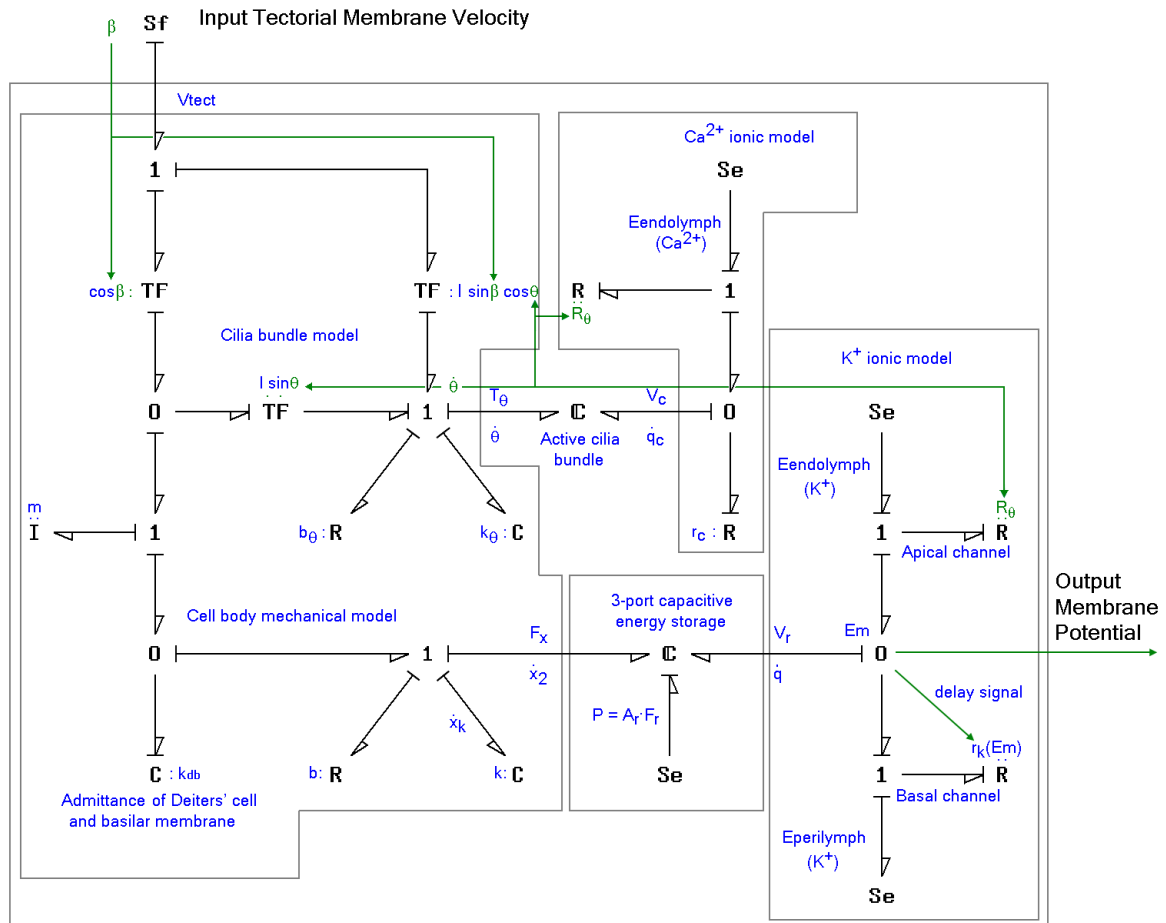 β
Sf
Input Tectorial Membrane Velocity
Vtect
1
Ca2+ ionic model
Se
Eendolymph
(Ca2+)
cosβ : TF
TF : l sinβ cosθ
R
..
Rθ
1
Cilia bundle model
K+ ionic model
l sinθ
..
θ̇
Tθ
Vc
0
TF
1
C
0
Se
θ̇
Active cilia
bundle
q̇c
Eendolymph
(K+)
m
..
I
1
bθ : R
kθ : C
rc : R
1
Rθ
..
R
Apical channel
Output
Membrane
Potential
Cell body mechanical model
3-port capacitive
energy storage
Fx
Vr
Em
0
1
C
0
ẋ2
q̇
delay signal
ẋk
P = Ar·Fr
rk(Em)
..
C : kdb
b: R
k: C
Se
1
R
Admittance of Deiters' cell
and basilar membrane
Basal channel
Eperilymph
(K+)
Se